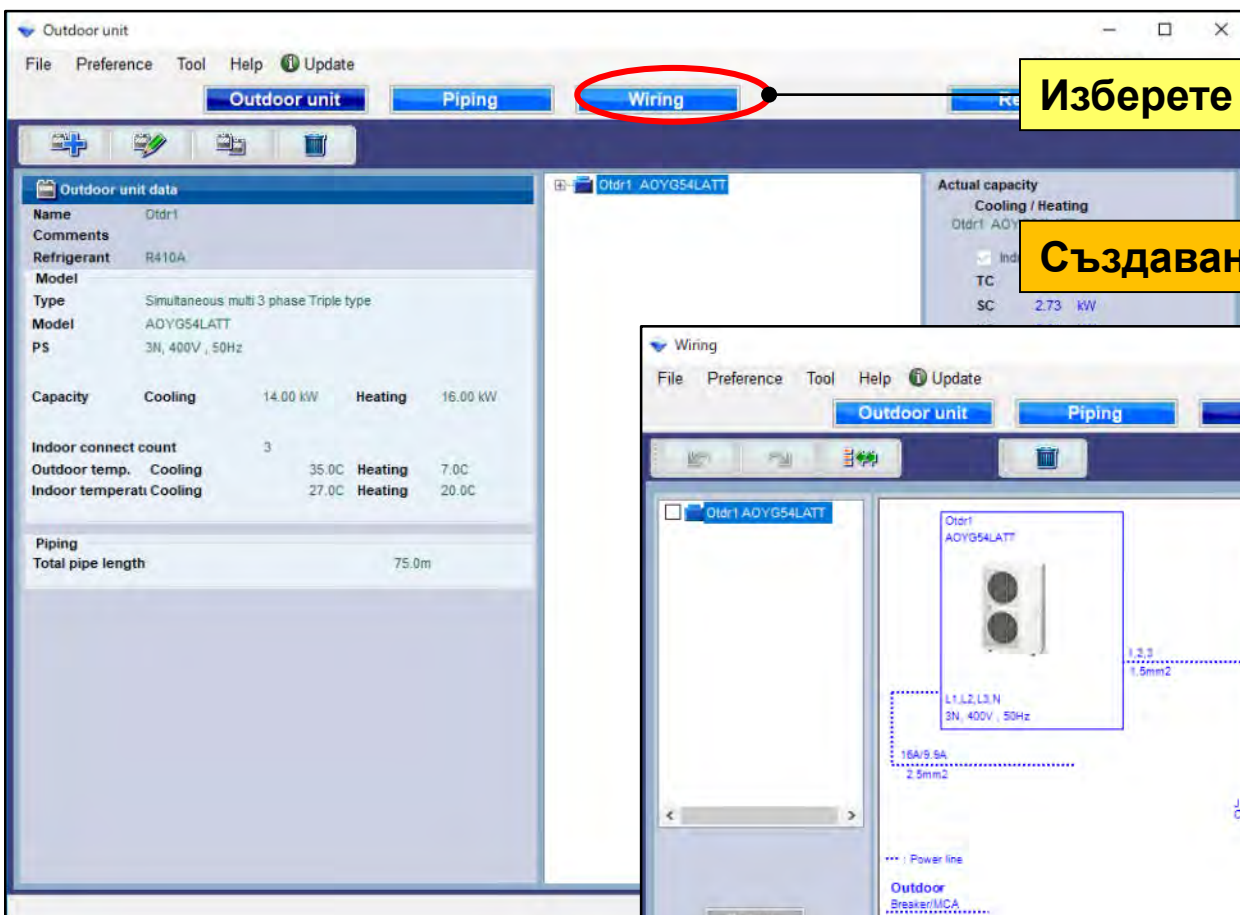 Outdoor unit
File Preference Tool Help Update
Outdoor unit Piping Wiring
Изберете
Outdoor unit data
Name Otdr1
Comments
Refrigerant R410A
Model
Type Simultaneous multi 3 phase Triple type
Model AOYG54LATT
PS 3N, 400V , 50Hz
Capacity Cooling 14.00 kW Heating 16.00 kW
Indoor connect count 3
Outdoor temp. Cooling 35.0C Heating 7.0C
Indoor temperatu Cooling 27.0C Heating 20.0C
Piping
Total pipe length 75.0m
Otdr1 AOYG54LATT
Actual capacity
Cooling / Heating
Otdr1 AOY
Създаван
TC
SC 2.73 kW
Wiring
File Preference Tool Help Update
Outdoor unit Piping
Otdr1 AOYG54LATT
Otdr1
AOYG54LATT
1,2,3
1.5mm2
L1,L2,L3,N
3N, 400V , 50Hz
16A/9.9A
2.5mm2
: Power line
Outdoor
Breaker/MCA